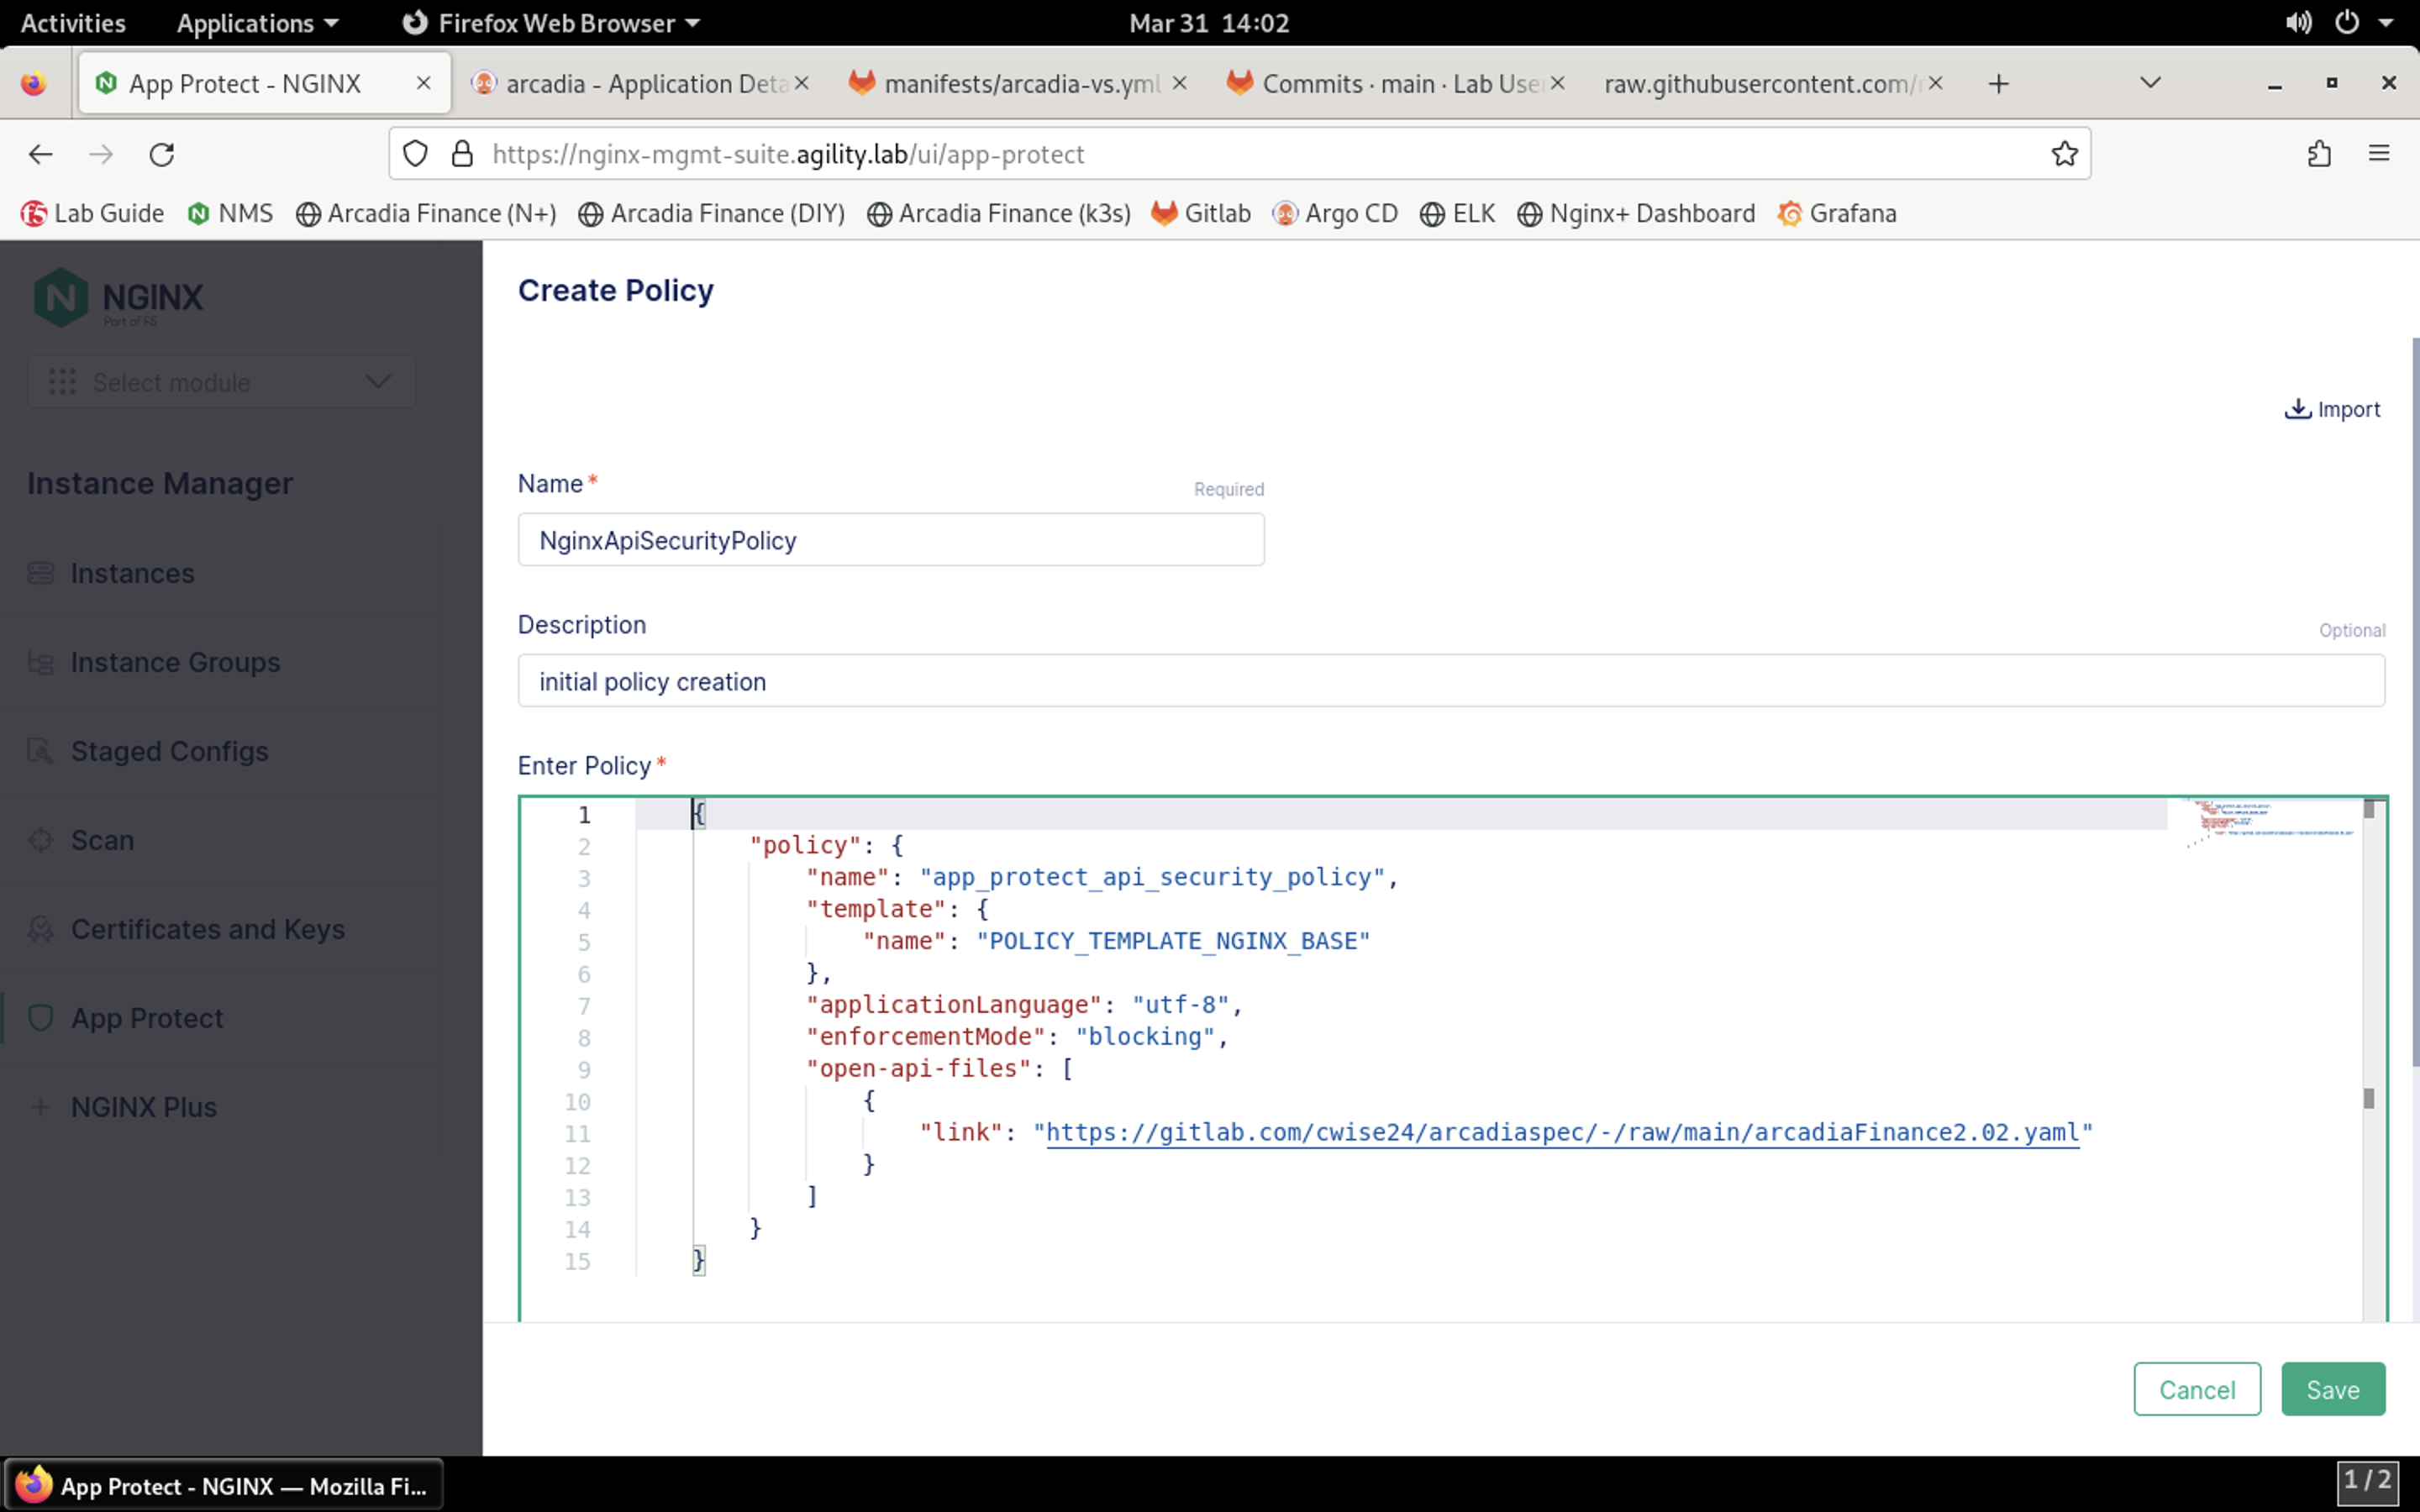 Activities Applications Firefox Web Browser Mar 31 14:02
App Protect - NGINX arcadia - Application Deta manifests/arcadia-vs.yml Commits · main · Lab Use raw.githubusercontent.com/
https://nginx-mgmt-suite.agility.lab/ui/app-protect
Lab Guide NMS Arcadia Finance (N+) Arcadia Finance (DIY) Arcadia Finance (k3s) Gitlab Argo CD ELK Nginx+ Dashboard Grafana
NGINX
Part of F5
Select module
Instance Manager
Instances
Instance Groups
Staged Configs
Scan
Certificates and Keys
App Protect
NGINX Plus
Create Policy
Import
Name * Required
NginxApiSecurityPolicy
Description Optional
initial policy creation
Enter Policy *
1 {
2 "policy": {
3 "name": "app_protect_api_security_policy",
4 "template": {
5 "name": "POLICY_TEMPLATE_NGINX_BASE"
6 },
7 "applicationLanguage": "utf-8",
8 "enforcementMode": "blocking",
9 "open-api-files": [
10 {
11 "link": "https://gitlab.com/cwise24/arcadiaspec/-/raw/main/arcadiaFinance2.02.yaml"
12 }
13 ]
14 }
15 }
Cancel Save
App Protect - NGINX — Mozilla Fi... 1 / 2